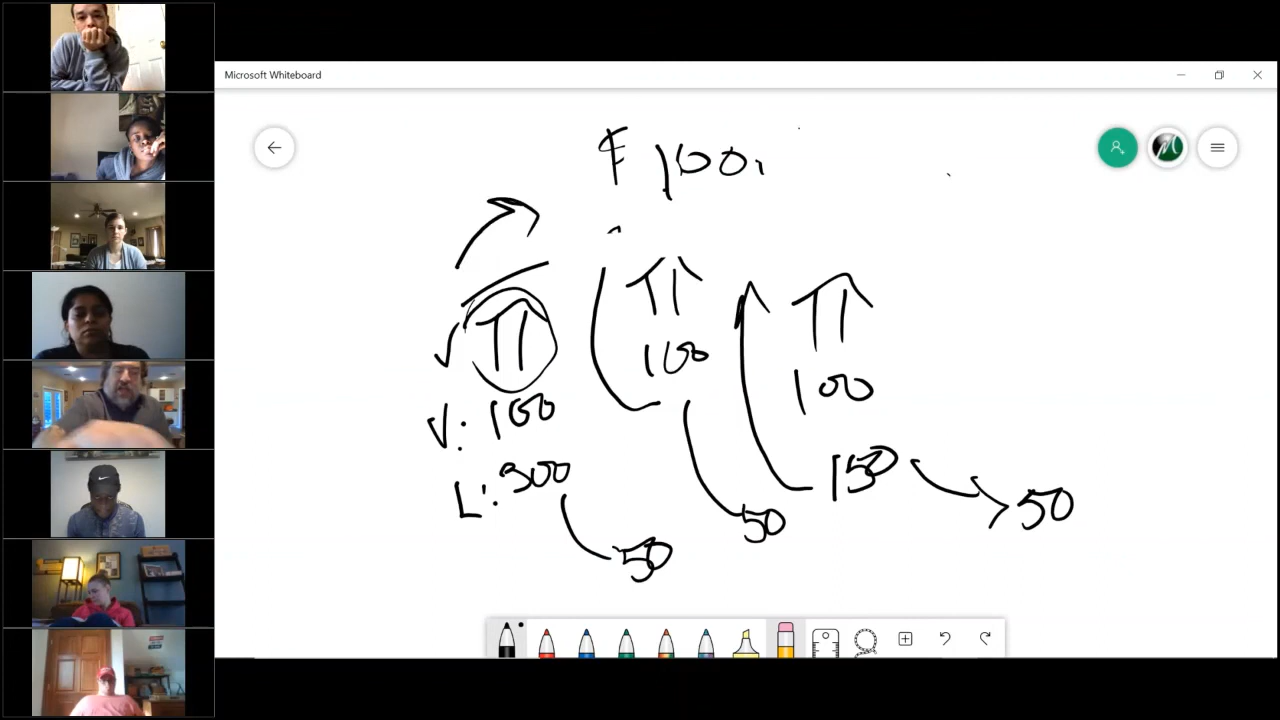 Microsoft Whiteboard
$ 100
π π π
100 100
V: 100
150
L: 300
50 50
50